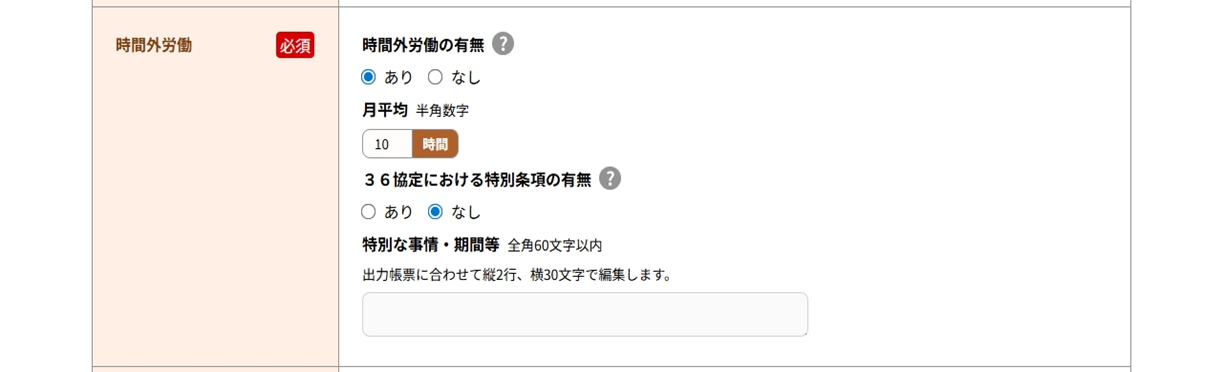 時間外労働 必須
時間外労働の有無 ?
あり なし
月平均 半角数字
10 時間
３６協定における特別条項の有無 ?
あり なし
特別な事情・期間等 全角60文字以内
出力帳票に合わせて縦2行、横30文字で編集します。